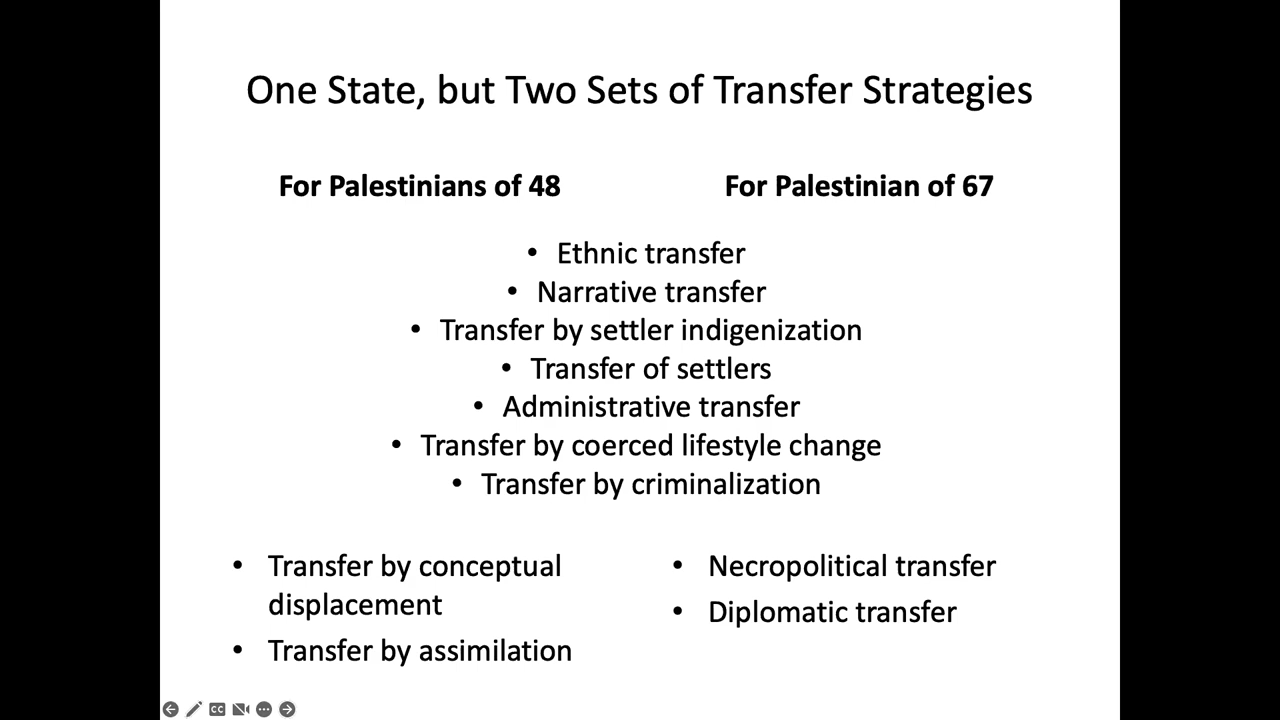 One State, but Two Sets of Transfer Strategies
For Palestinians of 48
For Palestinian of 67
• Ethnic transfer
• Narrative transfer
• Transfer by settler indigenization
• Transfer of settlers
• Administrative transfer
• Transfer by coerced lifestyle change
• Transfer by criminalization
• Transfer by conceptual
displacement
• Transfer by assimilation
• Necropolitical transfer
• Diplomatic transfer
CC